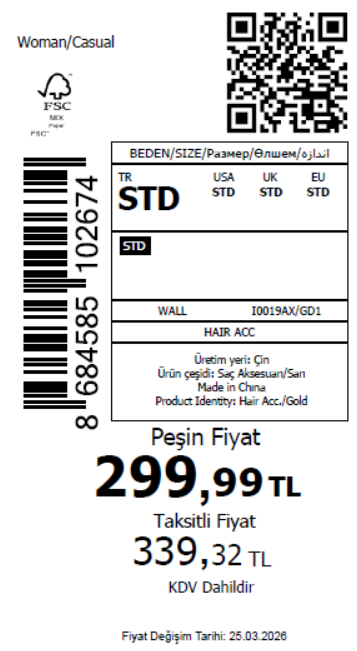 Woman/Casual
FSC
MIX
Paper
FSC™
BEDEN/SIZE/Размер/Өлшем/اندازه
TR USA UK EU
STD STD STD STD
STD
WALL I0019AX/GD1
HAIR ACC
Üretim yeri: Çin
Ürün çeşidi: Saç Aksesuarı/Sarı
Made in China
Product Identity: Hair Acc./Gold
8 684585 102674
Peşin Fiyat
299,99 TL
Taksitli Fiyat
339,32 TL
KDV Dahildir
Fiyat Değişim Tarihi: 25.03.2026